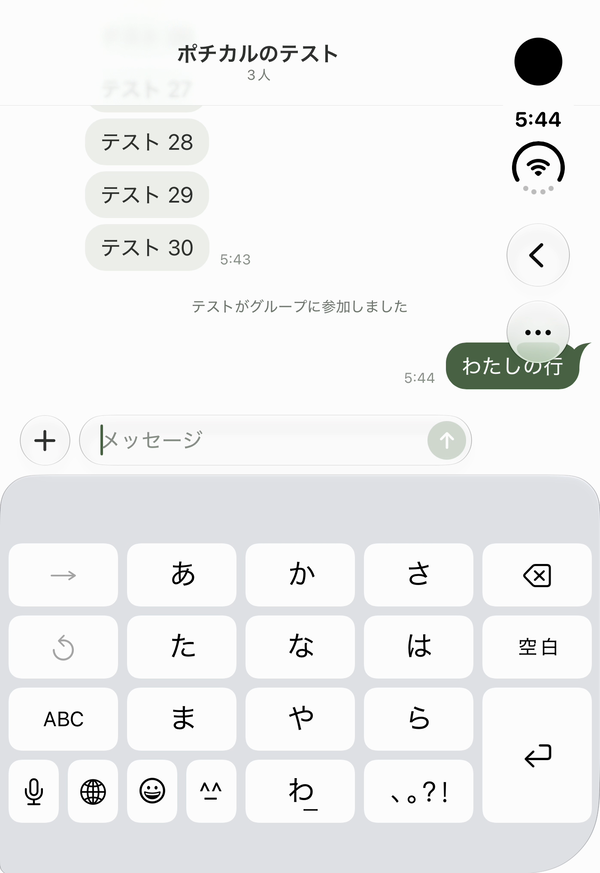 ポチカルのテスト
3人
5:44
テスト 27
テスト 28
テスト 29
テスト 30
5:43
テストがグループに参加しました
5:44
わたしの行
メッセージ
→ あ か さ
た な は 空白
ABC ま や ら
^^ わ 、。?!